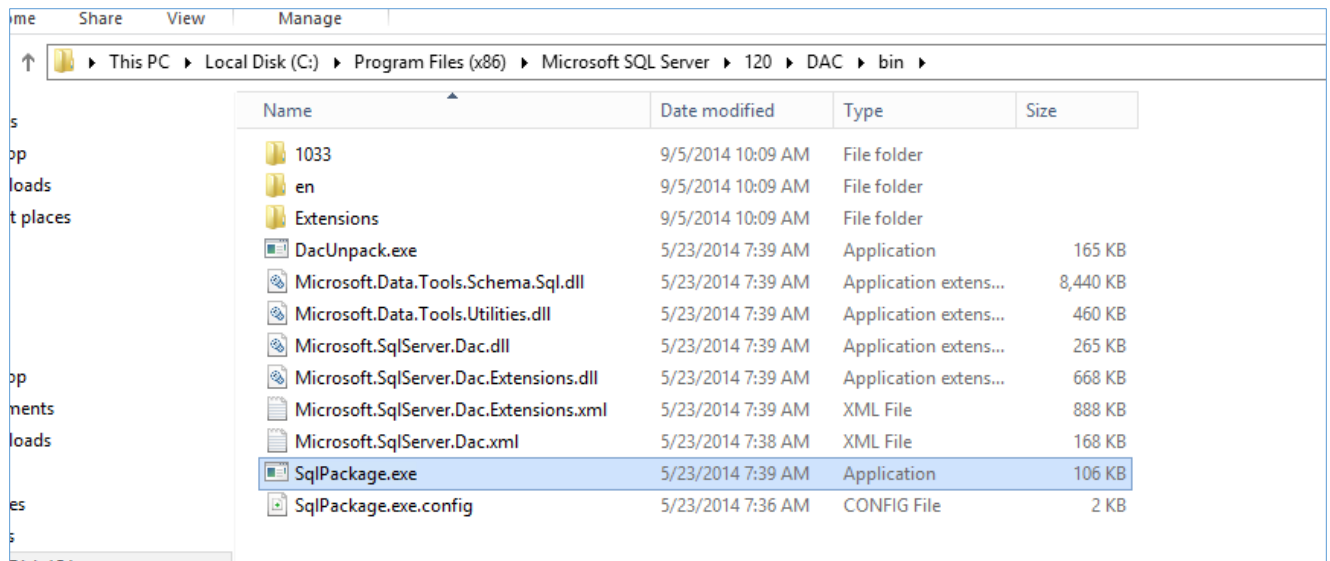 ome Share View Manage
This PC Local Disk (C:) Program Files (x86) Microsoft SQL Server 120 DAC bin
Name Date modified Type Size
s
op 1033 9/5/2014 10:09 AM File folder
loads en 9/5/2014 10:09 AM File folder
t places Extensions 9/5/2014 10:09 AM File folder
DacUnpack.exe 5/23/2014 7:39 AM Application 165 KB
Microsoft.Data.Tools.Schema.Sql.dll 5/23/2014 7:39 AM Application extens... 8,440 KB
Microsoft.Data.Tools.Utilities.dll 5/23/2014 7:39 AM Application extens... 460 KB
Microsoft.SqlServer.Dac.dll 5/23/2014 7:39 AM Application extens... 265 KB
op Microsoft.SqlServer.Dac.Extensions.dll 5/23/2014 7:39 AM Application extens... 668 KB
ments Microsoft.SqlServer.Dac.Extensions.xml 5/23/2014 7:39 AM XML File 888 KB
loads Microsoft.SqlServer.Dac.xml 5/23/2014 7:38 AM XML File 168 KB
SqlPackage.exe 5/23/2014 7:39 AM Application 106 KB
es SqlPackage.exe.config 5/23/2014 7:36 AM CONFIG File 2 KB
s